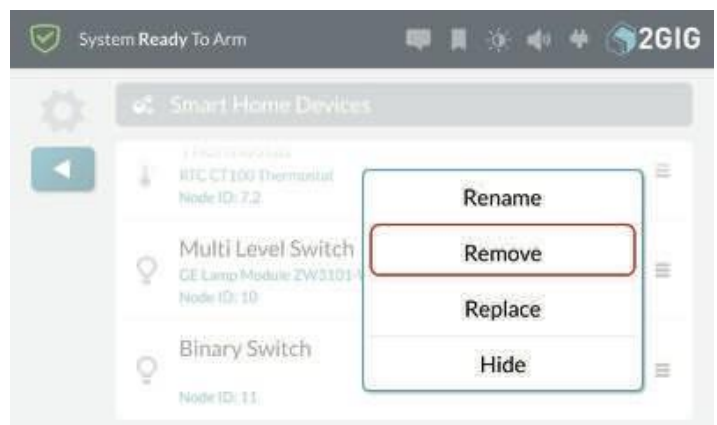 System Ready To Arm
2GIG
Smart Home Devices
RTC CT100 Thermostat
Node ID: 7.2
Multi Level Switch
GE Lamp Module ZW3101-
Node ID: 10
Binary Switch
Node ID: 11
Rename
Remove
Replace
Hide